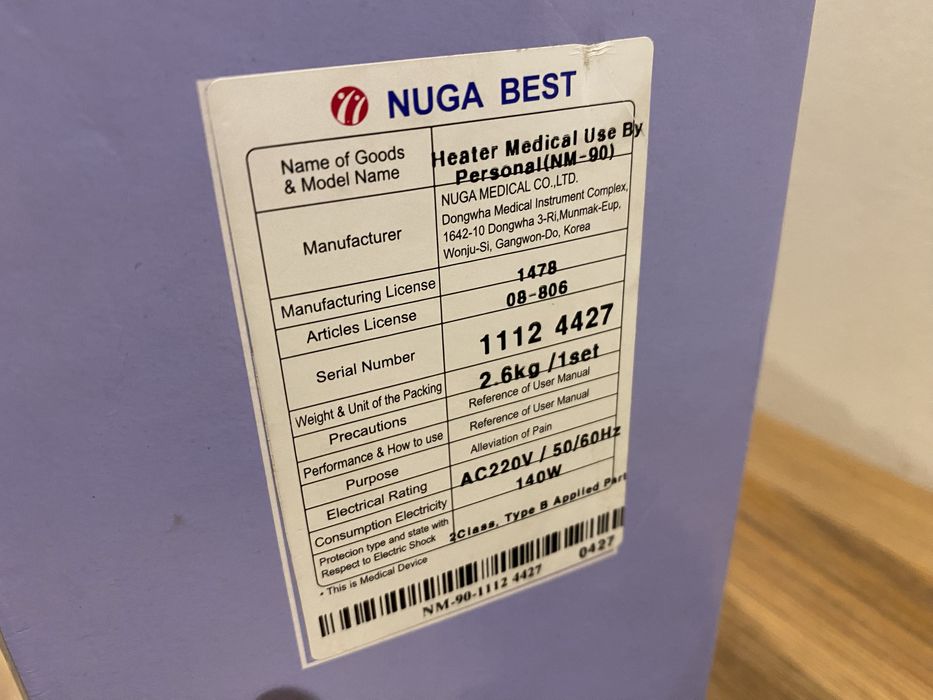 NUGA BEST
Name of Goods
& Model Name
Heater Medical Use By
Personal(NM-90)
Manufacturer
NUGA MEDICAL CO.,LTD.
Dongwha Medical Instrument Complex,
1642-10 Dongwha 3-Ri,Munmak-Eup,
Wonju-Si, Gangwon-Do, Korea
Manufacturing License 1478
Articles License 08-806
Serial Number 1112 4427
Weight & Unit of the Packing 2.6kg /1set
Precautions Reference of User Manual
Performance & How to use Reference of User Manual
Purpose Alleviation of Pain
Electrical Rating AC220V / 50/60Hz
Consumption Electricity 140W
Protecion type and state with
Respect to Electric Shock
2Class, Type B Applied Part
• This is Medical Device
0427
NM-90-1112 4427